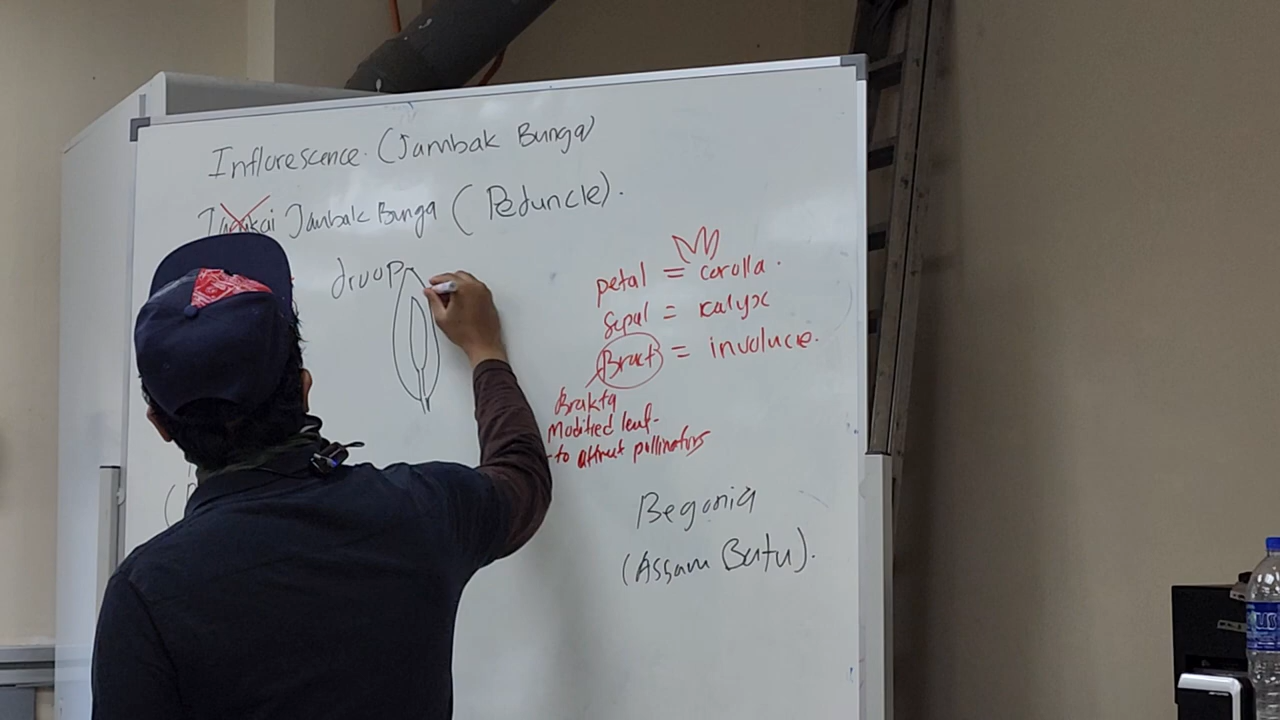 Inflorescence. (Jambak Bunga)
Jambak Bunga (Peduncle).
droop
petal = corolla.
Sepal = kalyx
Bract = involucre.
Brakta
Modified leaf-
-to attract pollinators
Begonia
(Assam Batu).